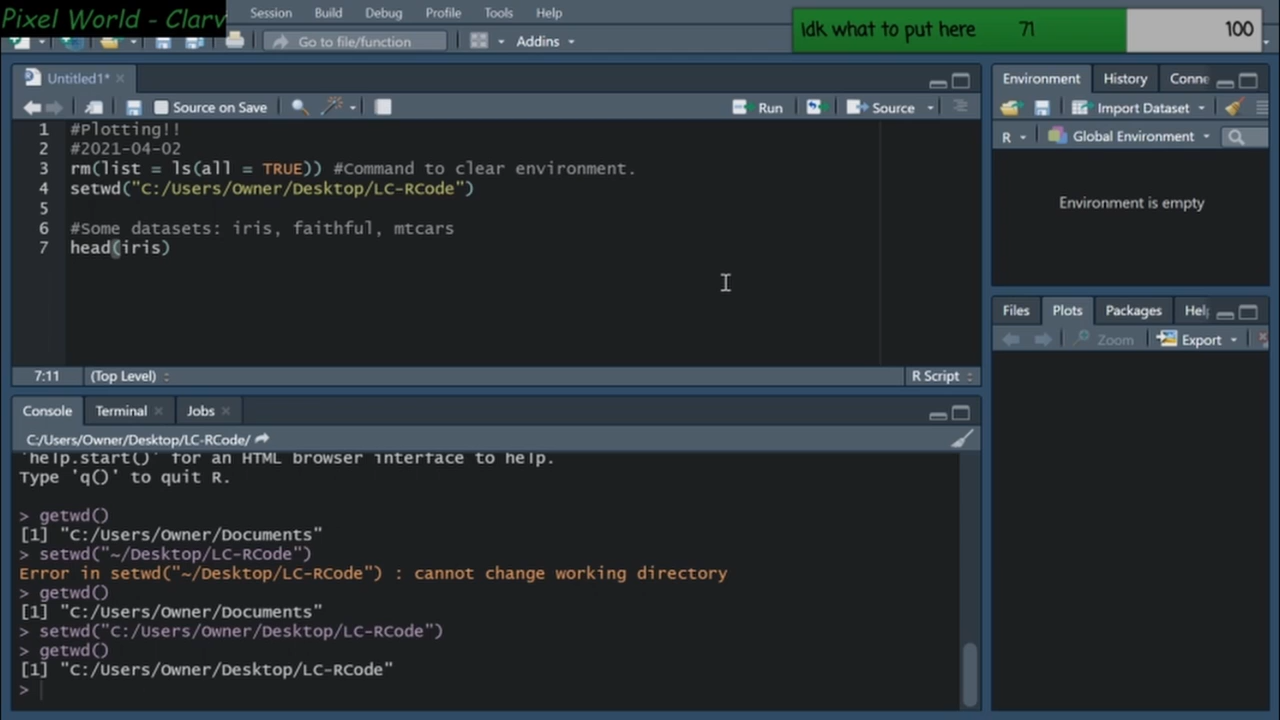 Pixel World - Clarv
Session Build Debug Profile Tools Help
Idk what to put here 71 100
Go to file/function Addins
Untitled1*
Source on Save Run Source
1 #Plotting!!
2 #2021-04-02
3 rm(list = ls(all = TRUE)) #Command to clear environment.
4 setwd("C:/Users/Owner/Desktop/LC-RCode")
5
6 #Some datasets: iris, faithful, mtcars
7 head(iris)
7:11 (Top Level) R Script
Environment History Conne
Import Dataset
R Global Environment
Environment is empty
Files Plots Packages Hel
Zoom Export
Console Terminal Jobs
C:/Users/Owner/Desktop/LC-RCode/
'help.start()' for an HTML browser interface to help.
Type 'q()' to quit R.
> getwd()
[1] "C:/Users/Owner/Documents"
> setwd("~/Desktop/LC-RCode")
Error in setwd("~/Desktop/LC-RCode") : cannot change working directory
> getwd()
[1] "C:/Users/Owner/Documents"
> setwd("C:/Users/Owner/Desktop/LC-RCode")
> getwd()
[1] "C:/Users/Owner/Desktop/LC-RCode"
>